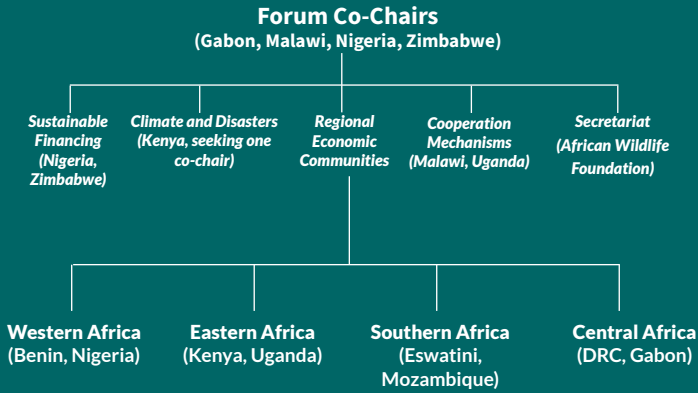 Forum Co-Chairs
(Gabon, Malawi, Nigeria, Zimbabwe)
Sustainable
Financing
(Nigeria,
Zimbabwe)
Climate and Disasters
(Kenya, seeking one
co-chair)
Regional
Economic
Communities
Cooperation
Mechanisms
(Malawi, Uganda)
Secretariat
(African Wildlife
Foundation)
Western Africa
(Benin, Nigeria)
Eastern Africa
(Kenya, Uganda)
Southern Africa
(Eswatini,
Mozambique)
Central Africa
(DRC, Gabon)